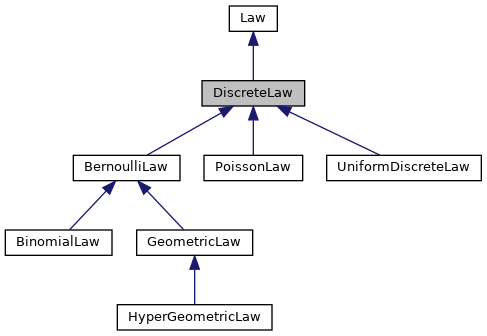 Law
DiscreteLaw
BernoulliLaw
PoissonLaw
UniformDiscreteLaw
BinomialLaw
GeometricLaw
HyperGeometricLaw